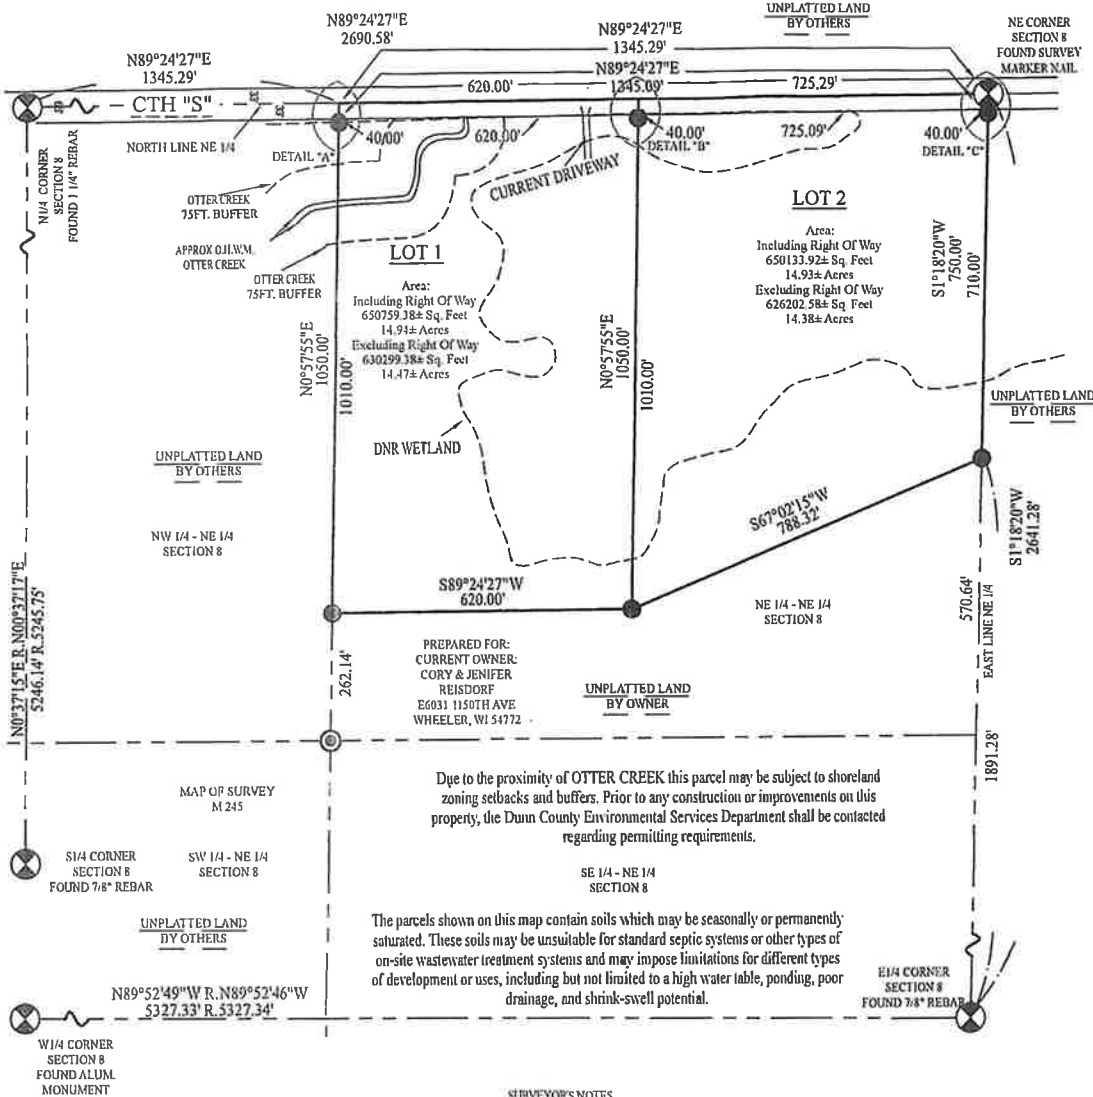 UNPLATTED LAND
BY OTHERS
NE CORNER
SECTION 8
FOUND SURVEY
MARKER NAIL
N89°24'27"E
2690.58'
N89°24'27"E
1345.29'
N89°24'27"E
1345.29'
N89°24'27"E
1345.09'
620.00'
725.29'
CTH "S"
33'
33'
NORTH LINE NE 1/4
40.00'
DETAIL "A"
620.00'
40.00'
DETAIL "B"
725.09'
40.00'
DETAIL "C"
N1/4 CORNER
SECTION 8
FOUND 1 1/4" REBAR
OTTER CREEK
75FT. BUFFER
CURRENT DRIVEWAY
APPROX O.H.W.M.
OTTER CREEK
OTTER CREEK
75FT. BUFFER
LOT 1
Area:
Including Right Of Way
650759.38± Sq. Feet
14.94± Acres
Excluding Right Of Way
630299.38± Sq. Feet
14.47± Acres
LOT 2
Area:
Including Right Of Way
650133.92± Sq. Feet
14.93± Acres
Excluding Right Of Way
626202.58± Sq. Feet
14.38± Acres
S1°18'20"W
750.00'
710.00'
N0°57'55"E
1050.00'
1010.00'
N0°57'55"E
1050.00'
1010.00'
UNPLATTED LAND
BY OTHERS
DNR WETLAND
UNPLATTED LAND
BY OTHERS
NW 1/4 - NE 1/4
SECTION 8
S67°02'15"W
788.32'
S1°18'20"W
2641.28'
S89°24'27"W
620.00'
NE 1/4 - NE 1/4
SECTION 8
570.64'
EAST LINE NE 1/4
N0°37'15"E R.N00°37'17"E
5246.14' R.5245.75'
262.14'
PREPARED FOR:
CURRENT OWNER:
CORY & JENIFER
REISDORF
E6031 1150TH AVE
WHEELER, WI 54772
UNPLATTED LAND
BY OWNER
1891.28'
MAP OF SURVEY
M 245
Due to the proximity of OTTER CREEK this parcel may be subject to shoreland
zoning setbacks and buffers. Prior to any construction or improvements on this
property, the Dunn County Environmental Services Department shall be contacted
regarding permitting requirements.
S1/4 CORNER
SECTION 8
FOUND 7/8" REBAR
SW 1/4 - NE 1/4
SECTION 8
SE 1/4 - NE 1/4
SECTION 8
UNPLATTED LAND
BY OTHERS
The parcels shown on this map contain soils which may be seasonally or permanently
saturated. These soils may be unsuitable for standard septic systems or other types of
on-site wastewater treatment systems and may impose limitations for different types
of development or uses, including but not limited to a high water table, ponding, poor
drainage, and shrink-swell potential.
E1/4 CORNER
SECTION 8
FOUND 7/8" REBAR
N89°52'49"W R.N89°52'46"W
5327.33' R.5327.34'
W1/4 CORNER
SECTION 8
FOUND ALUM.
MONUMENT
SURVEYOR'S NOTES